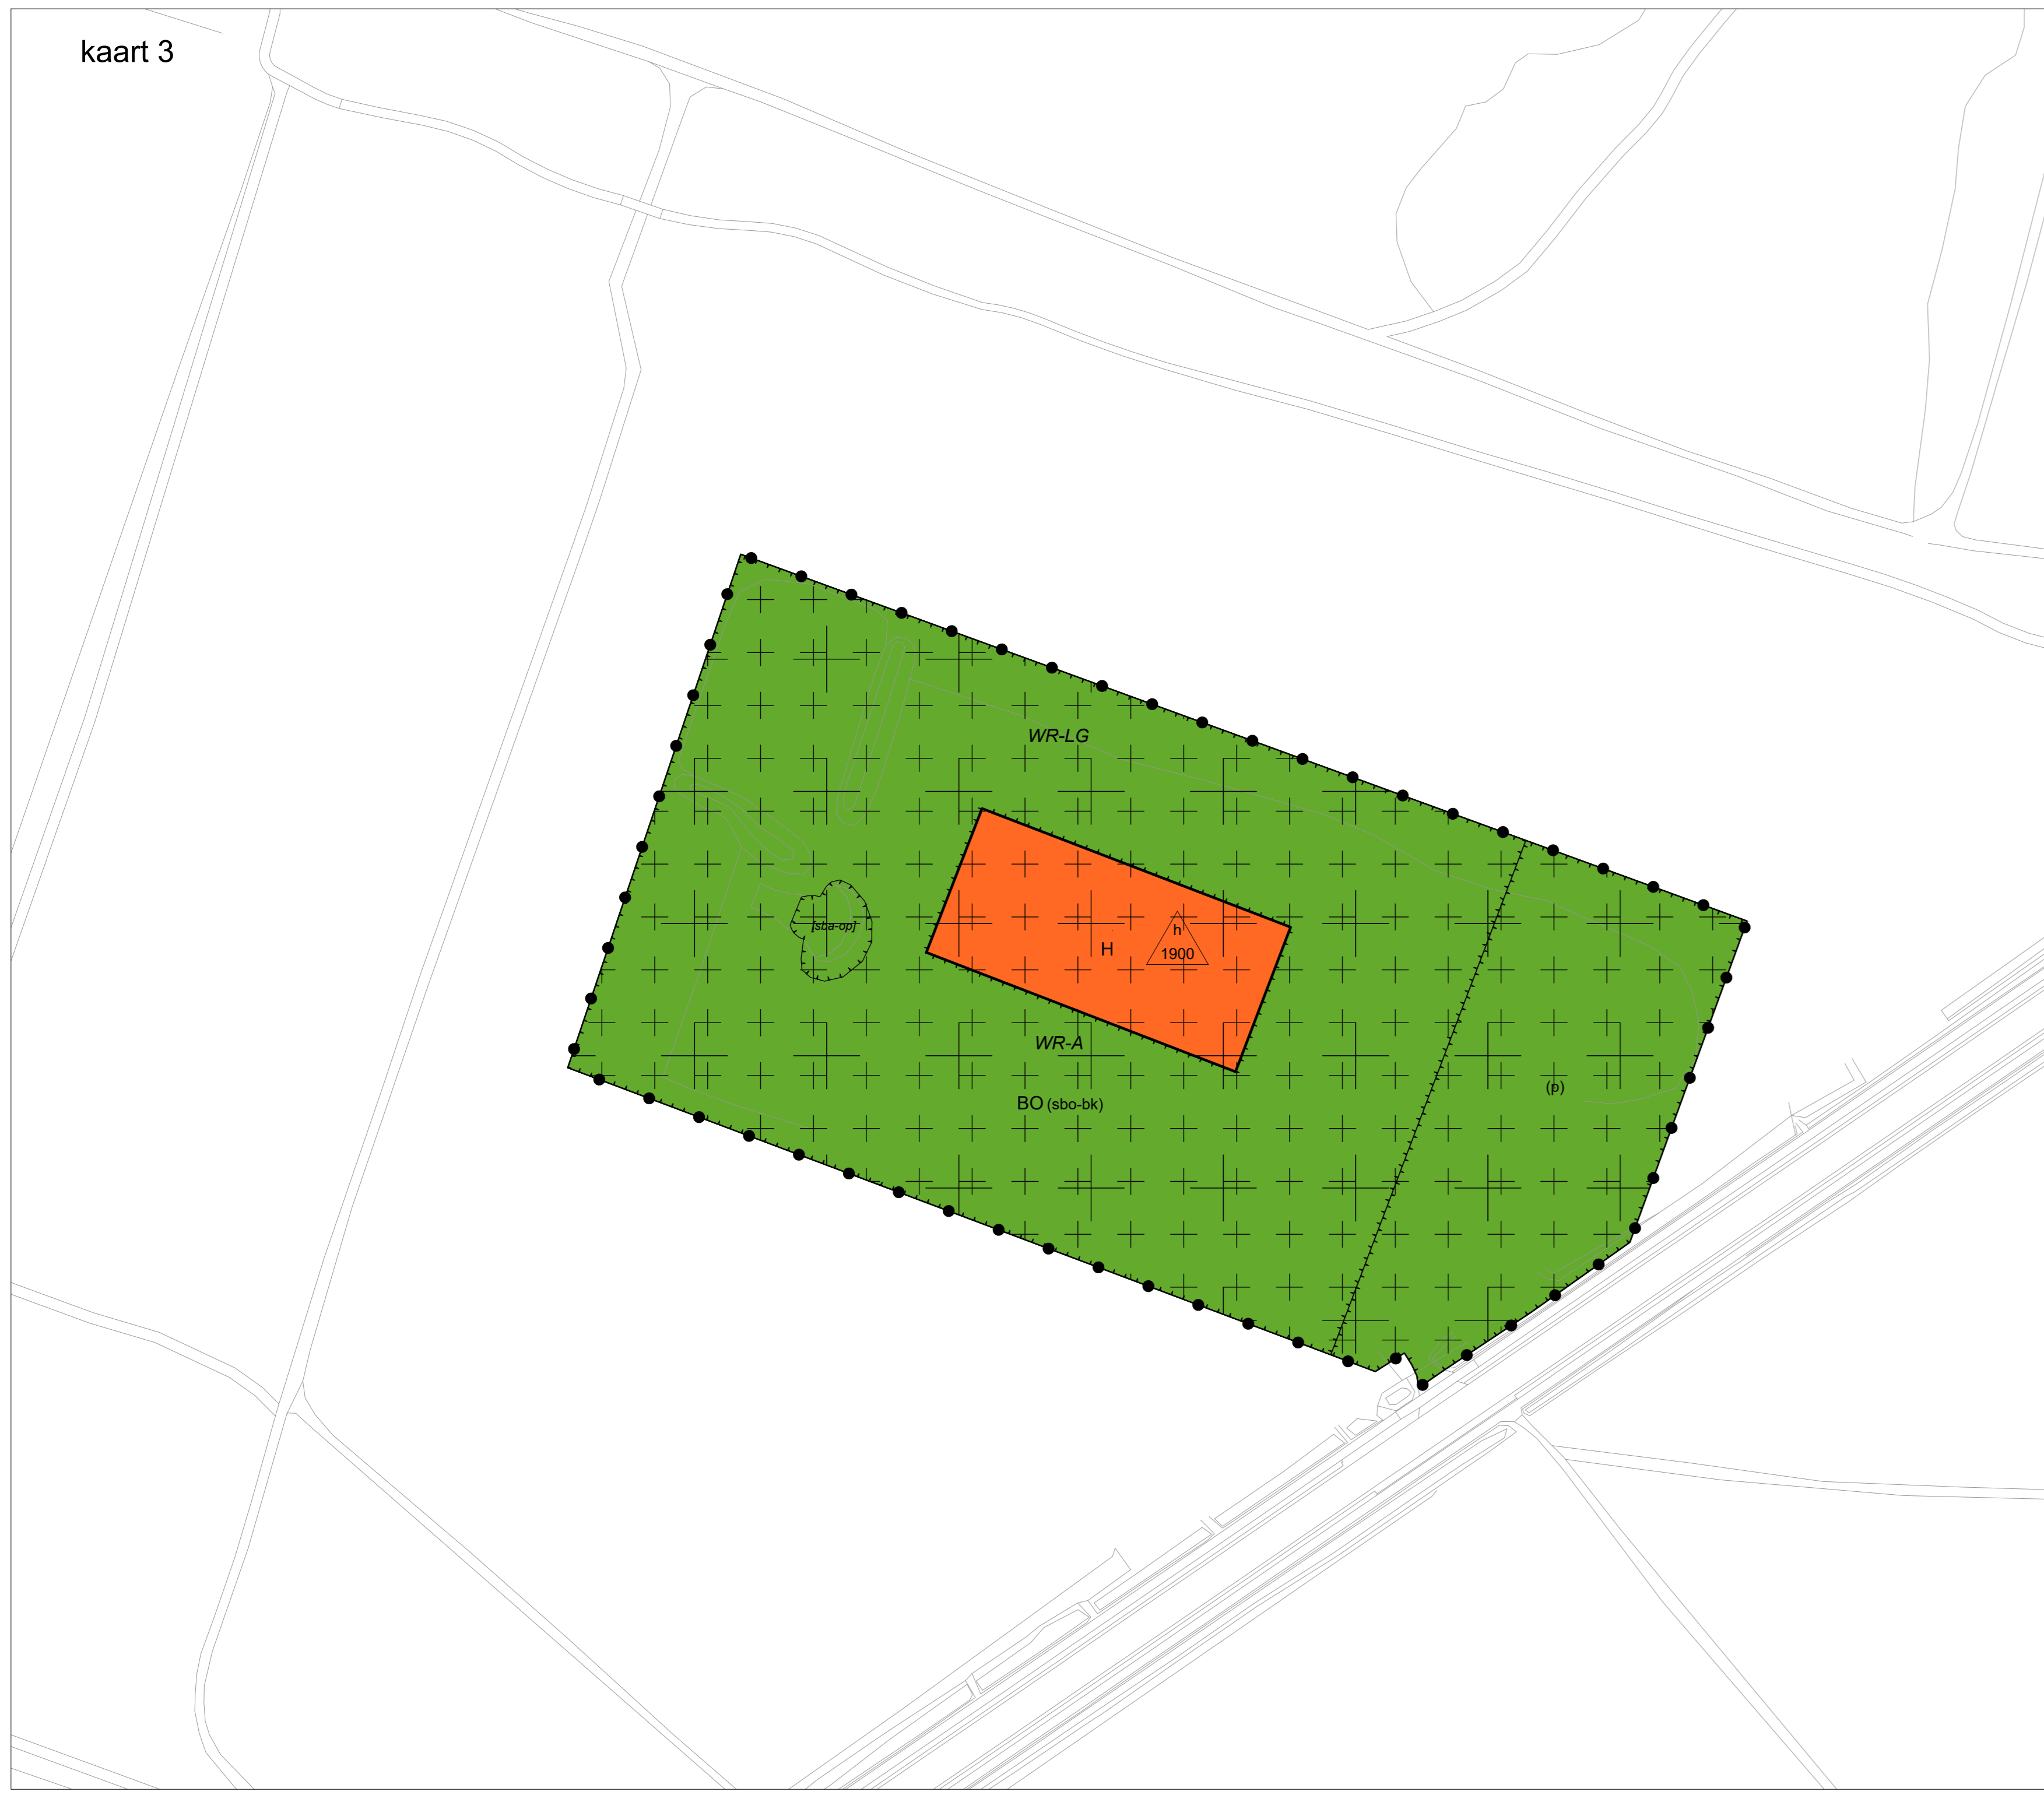 kaart 3
WR-LG
[sba-op]
h
H
1900
WR-A
(p)
BO (sbo-bk)